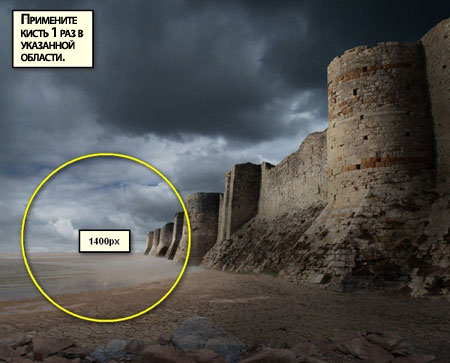 Примените
кисть 1 раз в
указанной
области.
1400px